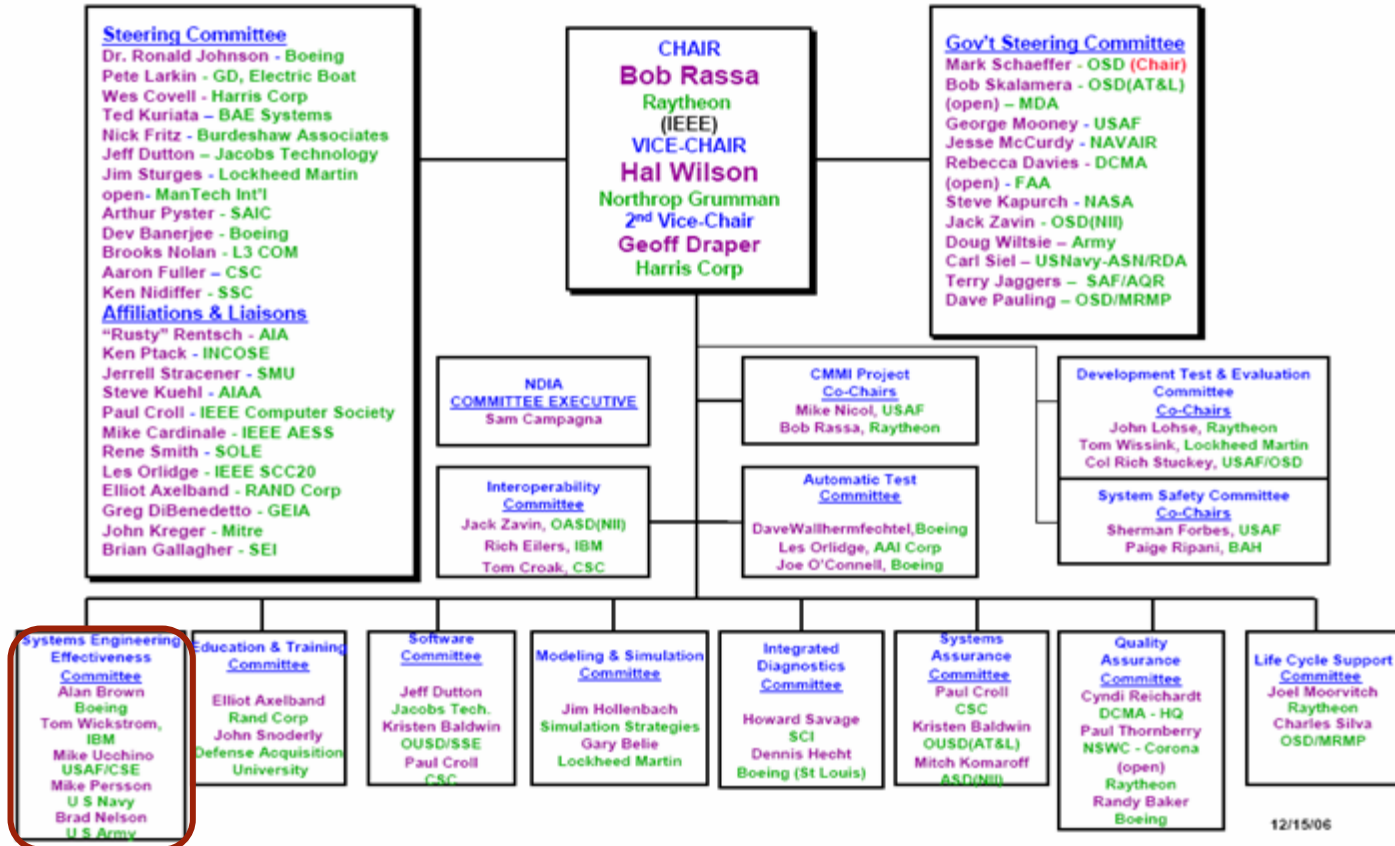 Steering Committee
Dr. Ronald Johnson - Boeing
Pete Larkin - GD, Electric Boat
Wes Covell - Harris Corp
Ted Kuriata – BAE Systems
Nick Fritz - Burdeshaw Associates
Jeff Dutton – Jacobs Technology
Jim Sturges - Lockheed Martin
open- ManTech Int'l
Arthur Pyster - SAIC
Dev Banerjee - Boeing
Brooks Nolan - L3 COM
Aaron Fuller – CSC
Ken Nidiffer - SSC
Affiliations & Liaisons
“Rusty” Rentsch - AIA
Ken Ptack - INCOSE
Jerrell Stracener - SMU
Steve Kuehl - AIAA
Paul Croll - IEEE Computer Society
Mike Cardinale - IEEE AESS
Rene Smith - SOLE
Les Orlidge - IEEE SCC20
Elliot Axelband - RAND Corp
Greg DiBenedetto - GEIA
John Kreger - Mitre
Brian Gallagher - SEI
CHAIR
Bob Rassa
Raytheon
(IEEE)
VICE-CHAIR
Hal Wilson
Northrop Grumman
2nd Vice-Chair
Geoff Draper
Harris Corp
Gov't Steering Committee
Mark Schaeffer - OSD (Chair)
Bob Skalamera - OSD(AT&L)
(open) – MDA
George Mooney - USAF
Jesse McCurdy - NAVAIR
Rebecca Davies - DCMA
(open) - FAA
Steve Kapurch - NASA
Jack Zavin - OSD(NII)
Doug Wiltsie – Army
Carl Siel – USNavy-ASN/RDA
Terry Jaggers – SAF/AQR
Dave Pauling – OSD/MRMP
NDIA
COMMITTEE EXECUTIVE
Sam Campagna
CMMI Project
Co-Chairs
Mike Nicol, USAF
Bob Rassa, Raytheon
Development Test & Evaluation
Committee
Co-Chairs
John Lohse, Raytheon
Tom Wissink, Lockheed Martin
Col Rich Stuckey, USAF/OSD
Interoperability
Committee
Jack Zavin, OASD(NII)
Rich Eilers, IBM
Tom Croak, CSC
Automatic Test
Committee
DaveWallhermfechtel,Boeing
Les Orlidge, AAI Corp
Joe O'Connell, Boeing
System Safety Committee
Co-Chairs
Sherman Forbes, USAF
Paige Ripani, BAH
Systems Engineering
Effectiveness
Committee
Alan Brown
Boeing
Tom Wickstrom,
IBM
Mike Ucchino
USAF/CSE
Mike Persson
U S Navy
Brad Nelson
U S Army
Education & Training
Committee
Elliot Axelband
Rand Corp
John Snoderly
Defense Acquisition
University
Software
Committee
Jeff Dutton
Jacobs Tech.
Kristen Baldwin
OUSD/SSE
Paul Croll
CSC
Modeling & Simulation
Committee
Jim Hollenbach
Simulation Strategies
Gary Belie
Lockheed Martin
Integrated
Diagnostics
Committee
Howard Savage
SCI
Dennis Hecht
Boeing (St Louis)
Systems
Assurance
Committee
Paul Croll
CSC
Kristen Baldwin
OUSD(AT&L)
Mitch Komaroff
ASD(NII)
Quality
Assurance
Committee
Cyndi Reichardt
DCMA - HQ
Paul Thornberry
NSWC - Corona
(open)
Raytheon
Randy Baker
Boeing
Life Cycle Support
Committee
Joel Moorvitch
Raytheon
Charles Silva
OSD/MRMP
12/15/06